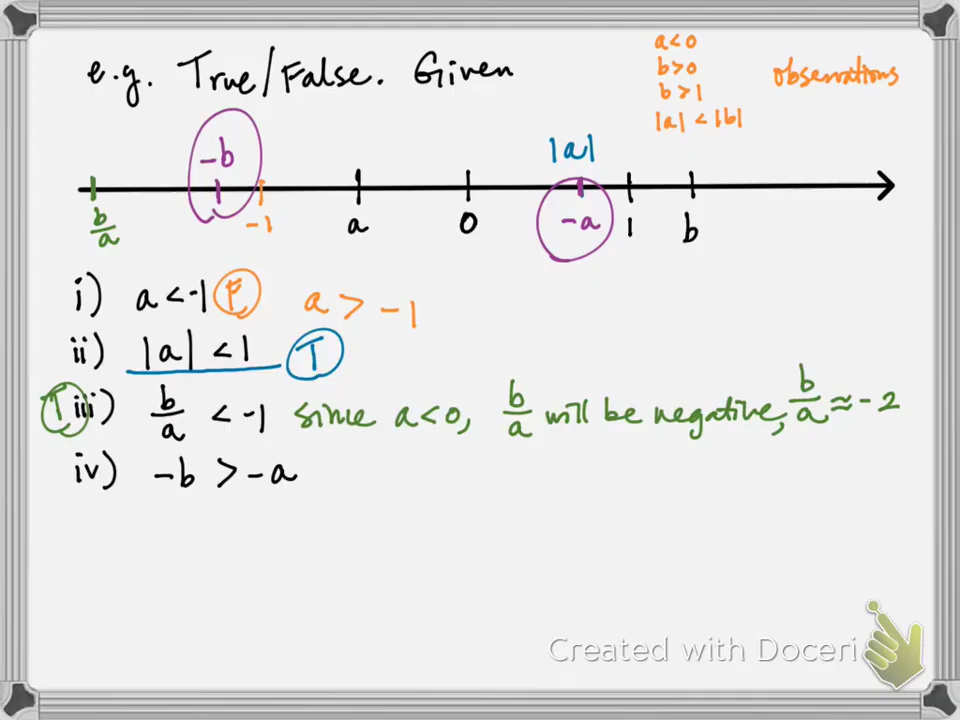 e.g. True/False. Given
a<0
b>0
b>1
|a| < |b|
observations
-b
|a|
b/a
-1
a
0
-a
1
b
i) a < -1 F a > -1
ii) |a| < 1 T
T iii) b/a < -1 since a<0, b/a will be negative, b/a ≈ -2
iv) -b > -a
Created with Doceri